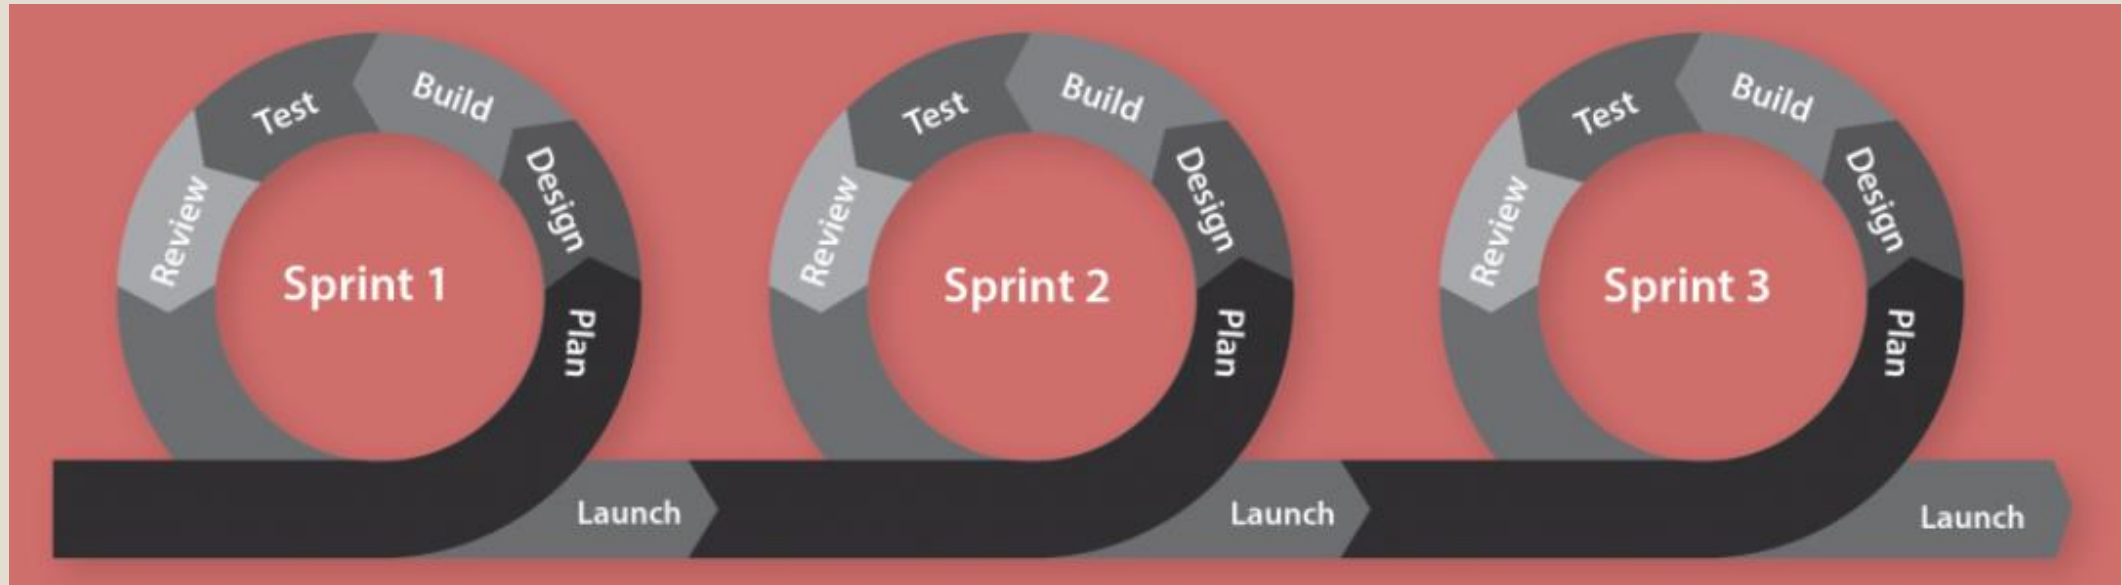 Test
Build
Design
Review
Sprint 1
Plan
Launch
Test
Build
Design
Review
Sprint 2
Plan
Launch
Test
Build
Design
Review
Sprint 3
Plan
Launch